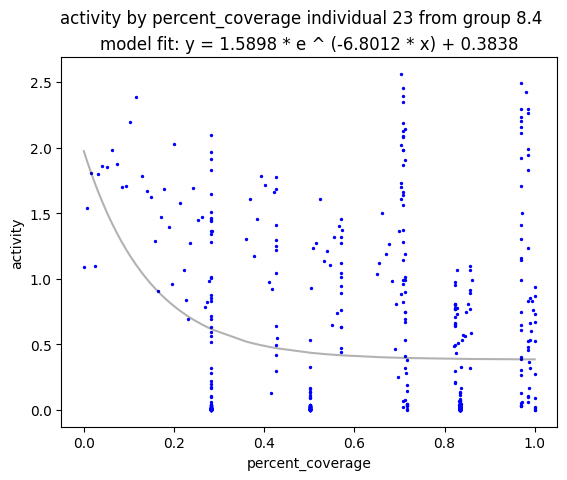 activity by percent_coverage individual 23 from group 8.4
model fit: y = 1.5898 * e ^ (-6.8012 * x) + 0.3838
2.5
2.0
1.5
1.0
0.5
0.0
activity
0.0 0.2 0.4 0.6 0.8 1.0
percent_coverage